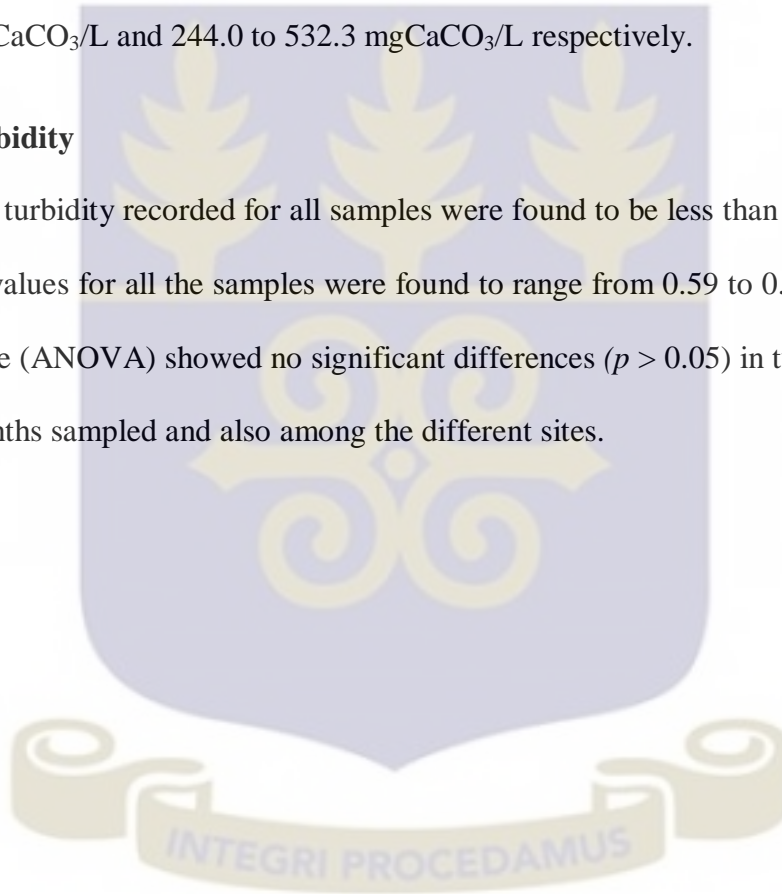 CaCO₃/L and 244.0 to 532.3 mgCaCO₃/L respectively.
bidity
turbidity recorded for all samples were found to be less than
values for all the samples were found to range from 0.59 to 0.
e (ANOVA) showed no significant differences (p > 0.05) in t
nths sampled and also among the different sites.
INTEGRI PROCEDAMUS